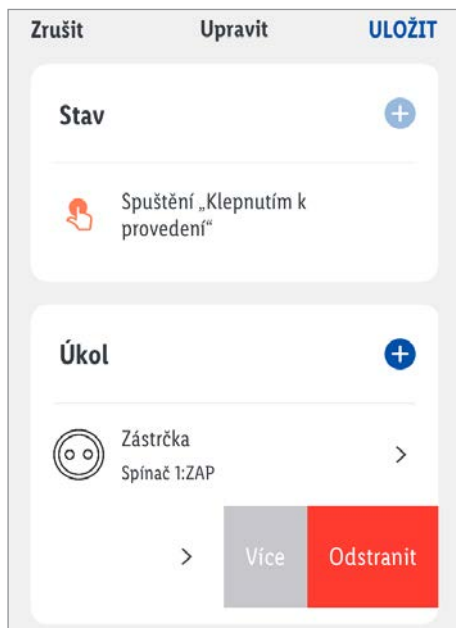 Zrušit Upravit ULOŽIT
Stav
Spuštění „Klepnutím k
provedení“
Úkol
Zástrčka
Spínač 1:ZAP
Více Odstranit